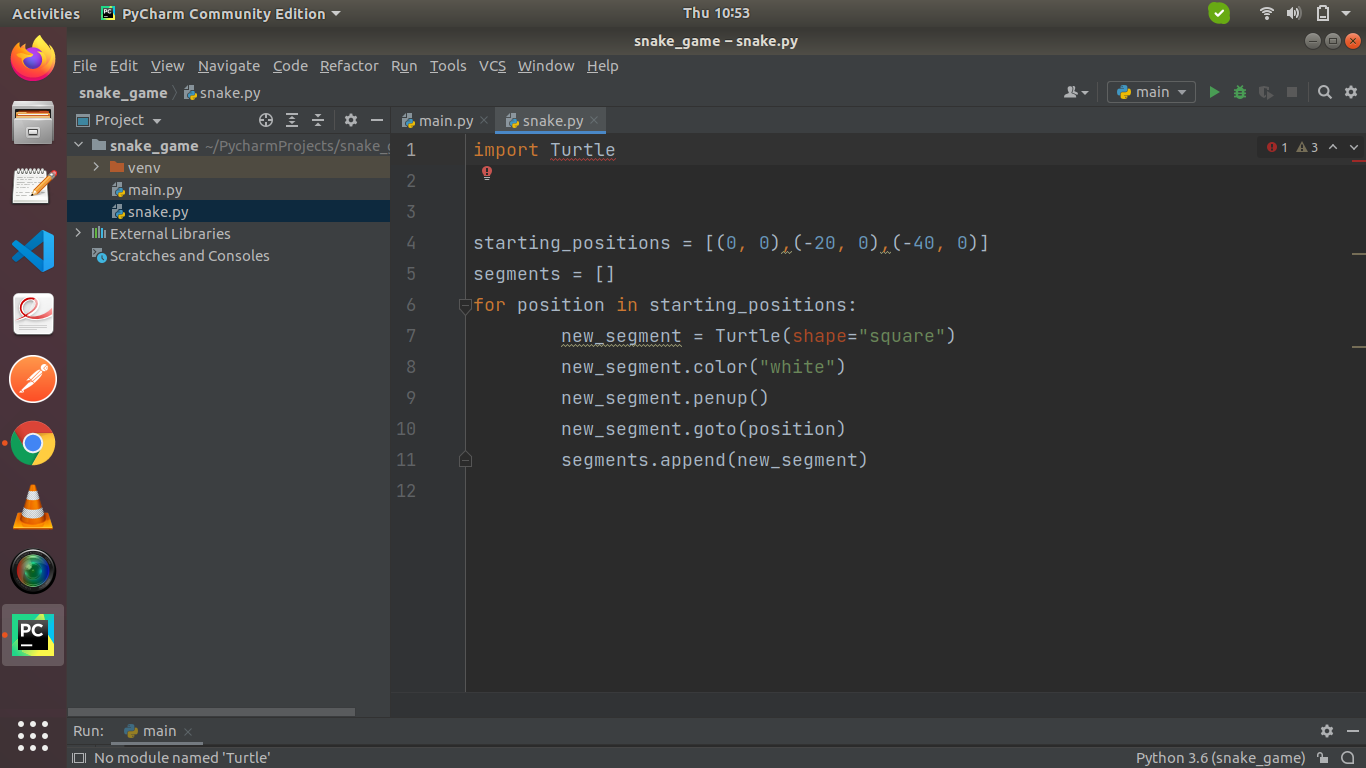 Activities PyCharm Community Edition Thu 10:53
snake_game – snake.py
File Edit View Navigate Code Refactor Run Tools VCS Window Help
snake_game snake.py main
Project main.py snake.py
snake_game ~/PycharmProjects/snake_
venv
main.py
snake.py
External Libraries
Scratches and Consoles
1 import Turtle 1 3
2
3
4 starting_positions = [(0, 0),(-20, 0),(-40, 0)]
5 segments = []
6 for position in starting_positions:
7 new_segment = Turtle(shape="square")
8 new_segment.color("white")
9 new_segment.penup()
10 new_segment.goto(position)
11 segments.append(new_segment)
12
PC
Run: main
No module named 'Turtle' Python 3.6 (snake_game)